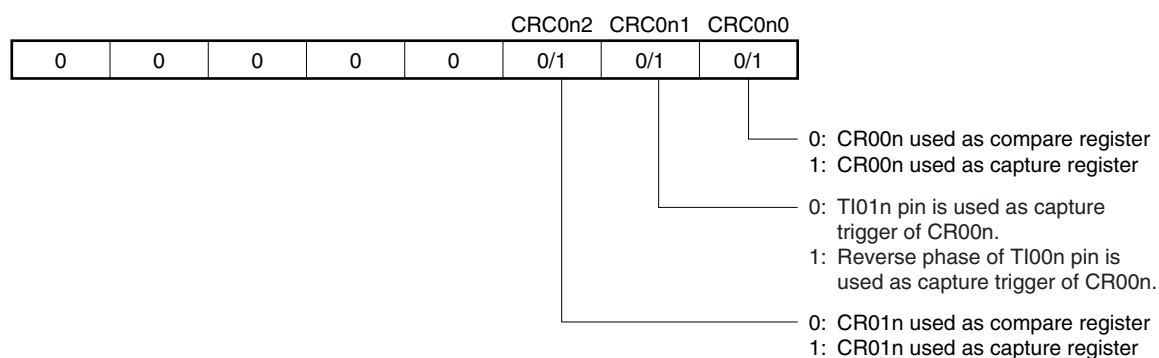 CRC0n2 CRC0n1 CRC0n0
0 0 0 0 0 0/1 0/1 0/1
0: CR00n used as compare register
1: CR00n used as capture register
0: TI01n pin is used as capture
trigger of CR00n.
1: Reverse phase of TI00n pin is
used as capture trigger of CR00n.
0: CR01n used as compare register
1: CR01n used as capture register